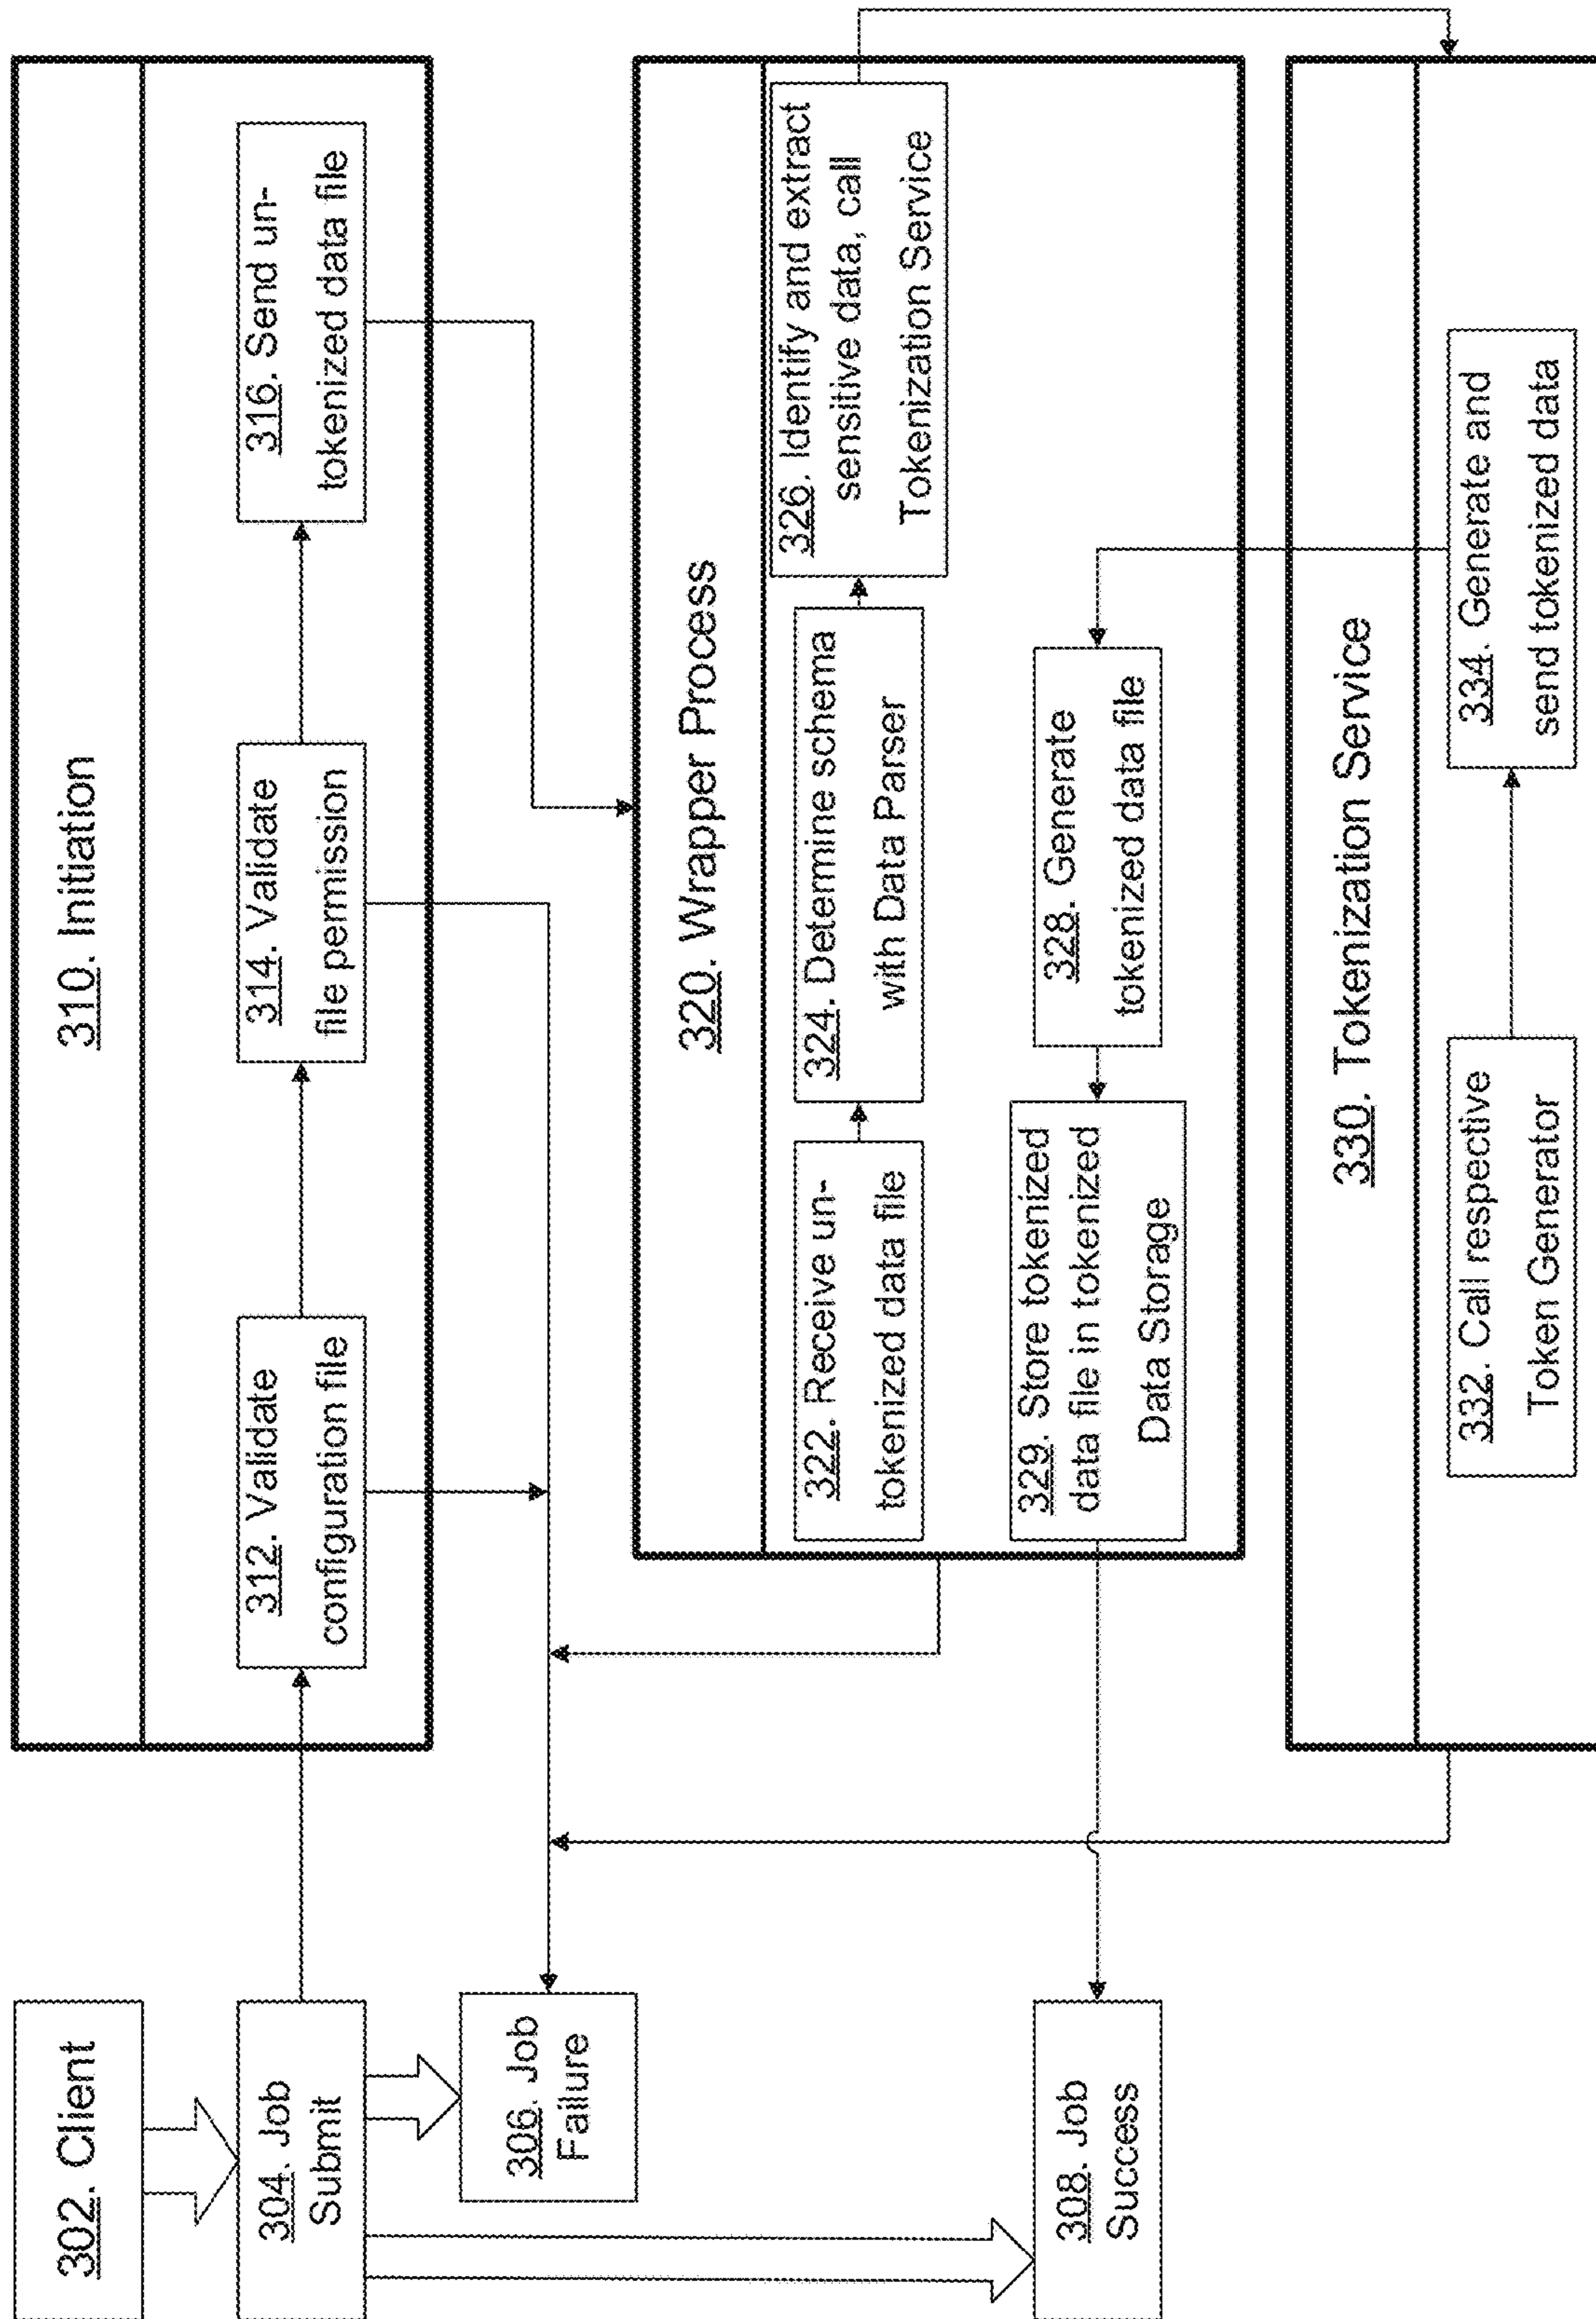 302. Client
304. Job
Submit
306. Job
Failure
308. Job
Success
310. Initiation
312. Validate
configuration file
314. Validate
file permission
316. Send un-
tokenized data file
320. Wrapper Process
322. Receive un-
tokenized data file
324. Determine schema
with Data Parser
326. Identify and extract
sensitive data, call
Tokenization Service
328. Generate
tokenized data file
329. Store tokenized
data file in tokenized
Data Storage
330. Tokenization Service
332. Call respective
Token Generator
334. Generate and
send tokenized data